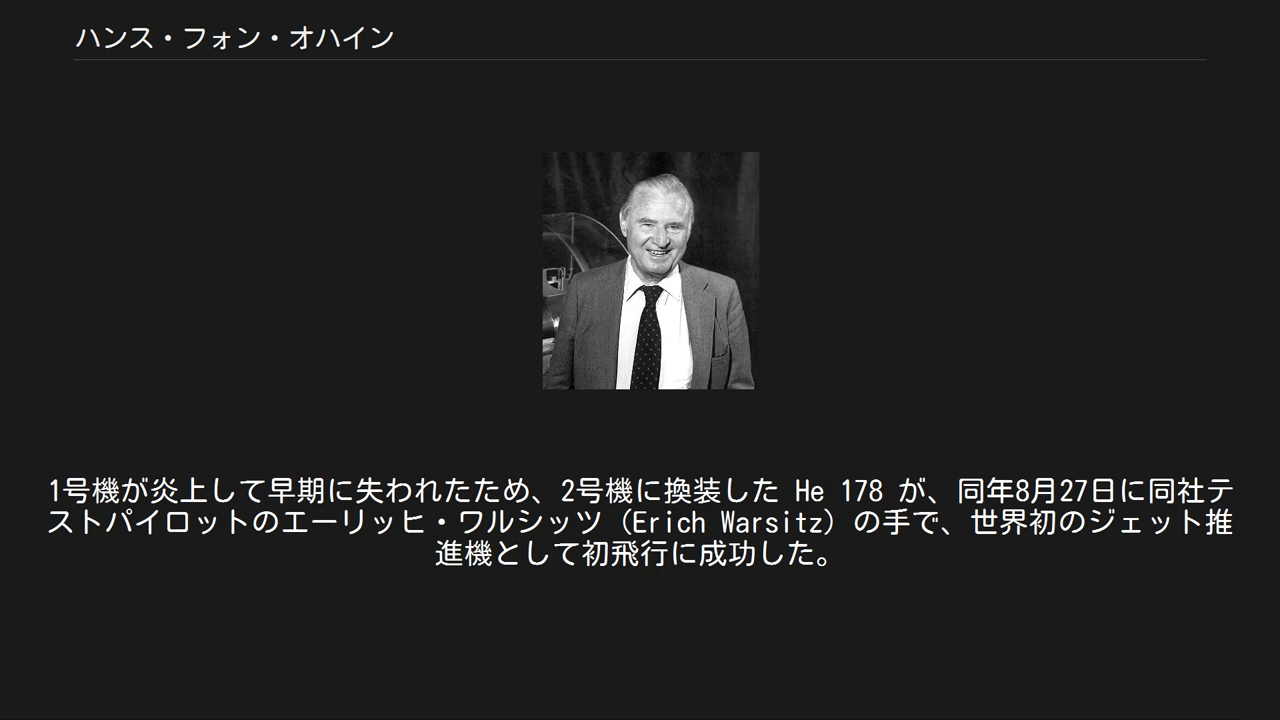 ハンス・フォン・オハイン
1号機が炎上して早期に失われたため、2号機に換装した He 178 が、同年8月27日に同社テ
ストパイロットのエーリッヒ・ワルシッツ（Erich Warsitz）の手で、世界初のジェット推
進機として初飛行に成功した。